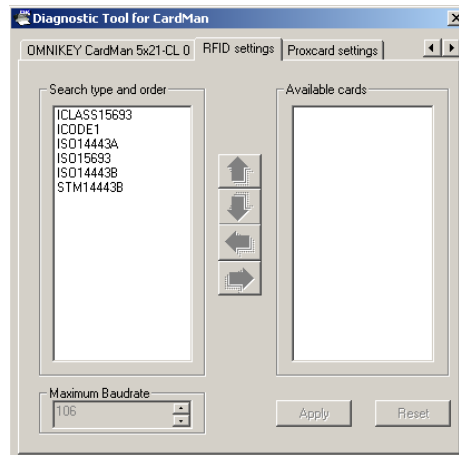 Diagnostic Tool for CardMan
OMNIKEY CardMan 5x21-CL 0
RFID settings
Proxcard settings
Search type and order
Available cards
ICLASS15693
ICODE1
ISO14443A
ISO15693
ISO14443B
STM14443B
Maximum Baudrate
106
Apply
Reset